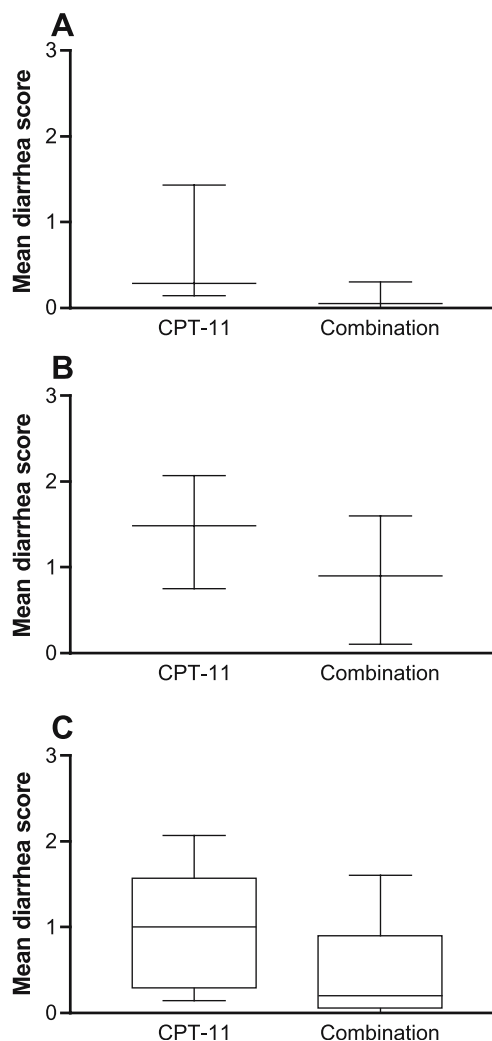 A
Mean diarrhea score
3
2
1
0
CPT-11 Combination
B
Mean diarrhea score
3
2
1
0
CPT-11 Combination
C
Mean diarrhea score
3
2
1
0
CPT-11 Combination